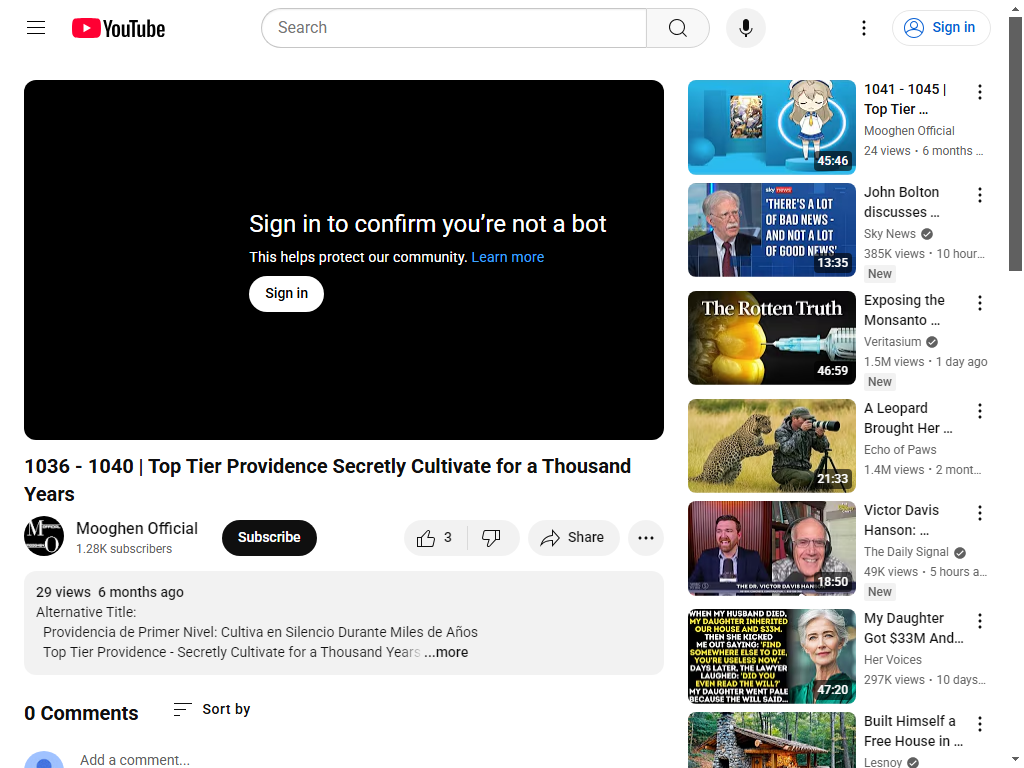 YouTube
Search
Sign in
Sign in to confirm you’re not a bot
This helps protect our community. Learn more
Sign in
1036 - 1040 | Top Tier Providence Secretly Cultivate for a Thousand
Years
Mooghen Official
1.28K subscribers
Subscribe
3
Share
29 views  6 months ago
Alternative Title:
Providencia de Primer Nivel: Cultiva en Silencio Durante Miles de Años
Top Tier Providence - Secretly Cultivate for a Thousand Years ...more
0 Comments
Sort by
Add a comment...
45:46
1041 - 1045 |
Top Tier ...
Mooghen Official
24 views • 6 months ...
sky news
'THERE'S A LOT
OF BAD NEWS -
AND NOT A LOT
OF GOOD NEWS'
13:35
John Bolton
discusses ...
Sky News
385K views • 10 hour...
New
The Rotten Truth
46:59
Exposing the
Monsanto ...
Veritasium
1.5M views • 1 day ago
New
21:33
A Leopard
Brought Her ...
Echo of Paws
1.4M views • 2 mont...
THE DR. VICTOR DAVIS HAN
18:50
Victor Davis
Hanson: ...
The Daily Signal
49K views • 5 hours a...
New
WHEN MY HUSBAND DIED,
MY DAUGHTER INHERITED
OUR HOUSE AND $33M.
THEN SHE KICKED
ME OUT SAYING: 'FIND
SOMEWHERE ELSE TO DIE,
YOU'RE USELESS NOW.'
DAYS LATER, THE LAWYER
LAUGHED: 'DID YOU
EVEN READ THE WILL?'
MY DAUGHTER WENT PALE
BECAUSE THE WILL SAID...
47:20
My Daughter
Got $33M And...
Her Voices
297K views • 10 days...
Built Himself a
Free House in ...
Lesnoy